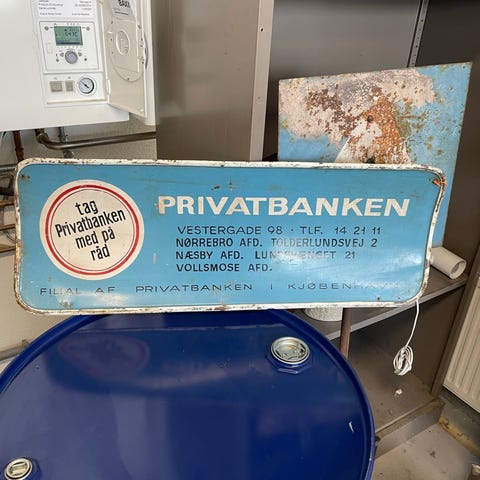 tag
Privatbanken
med på
råd
PRIVATBANKEN
VESTERGADE 98 · TLF. 14 21 11
NØRREBRO AFD. TOLDERLUNDSVEJ 2
NÆSBY AFD. LUNDSVÆNGET 21
VOLLSMOSE AFD.
FILIAL AF PRIVATBANKEN I KJØBENHAVN